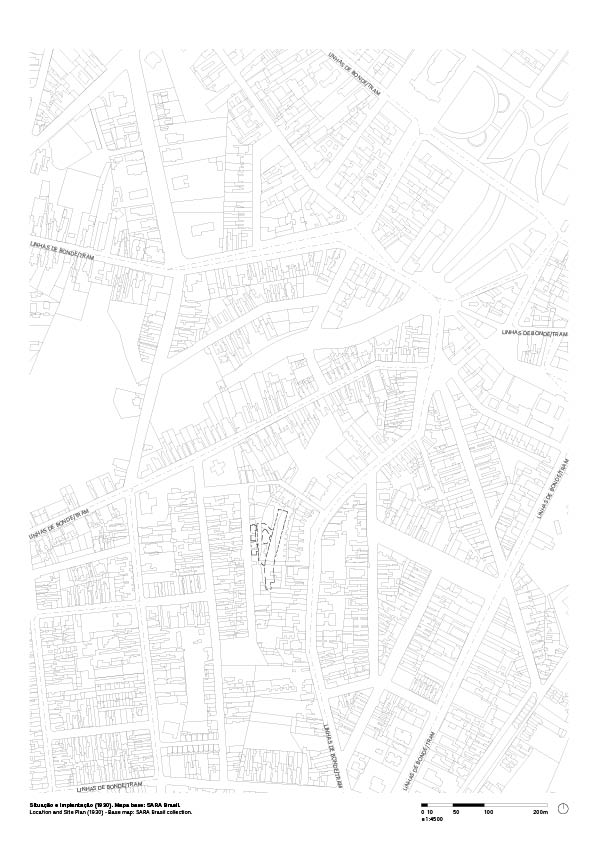 LINHAS DE BONDE/TRAM
LINHAS DE BONDE/TRAM
LINHAS DE BONDE/TRAM
LINHAS DE BONDE/TRAM
LINHAS DE BONDE/TRAM
LINHAS DE BONDE/TRAM
LINHAS DE BONDE/TRAM
LINHAS DE BONDE/TRAM
Situação e Implantação (1930). Mapa base: SARA Brasil.
Location and Site Plan (1930) - Base map: SARA Brasil collection.
0 10 50 100 200m
e 1:4500